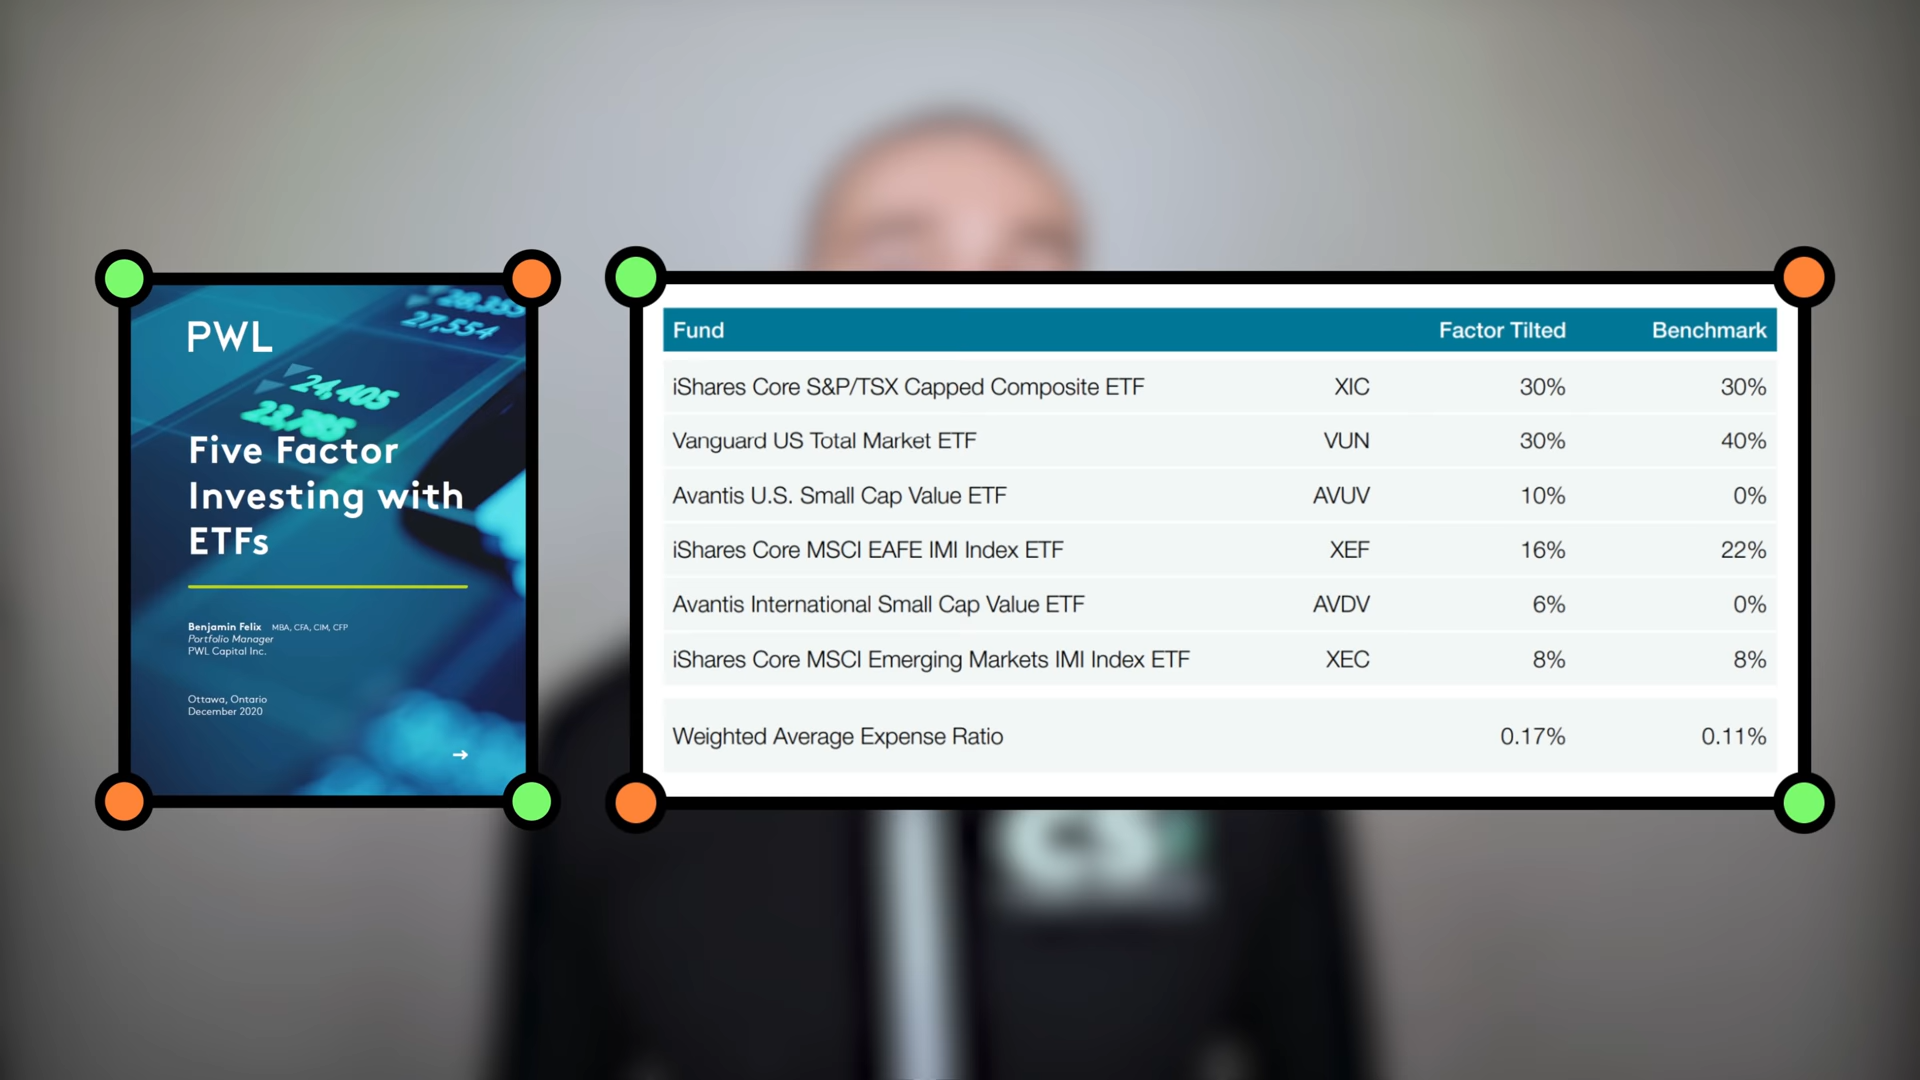 PWL
28,355
27,554
24,405
23,785
Five Factor
Investing with
ETFs
Benjamin Felix MBA, CFA, CIM, CFP
Portfolio Manager
PWL Capital Inc.
Ottawa, Ontario
December 2020
→
Fund Factor Tilted Benchmark
iShares Core S&P/TSX Capped Composite ETF XIC 30% 30%
Vanguard US Total Market ETF VUN 30% 40%
Avantis U.S. Small Cap Value ETF AVUV 10% 0%
iShares Core MSCI EAFE IMI Index ETF XEF 16% 22%
Avantis International Small Cap Value ETF AVDV 6% 0%
iShares Core MSCI Emerging Markets IMI Index ETF XEC 8% 8%
Weighted Average Expense Ratio 0.17% 0.11%